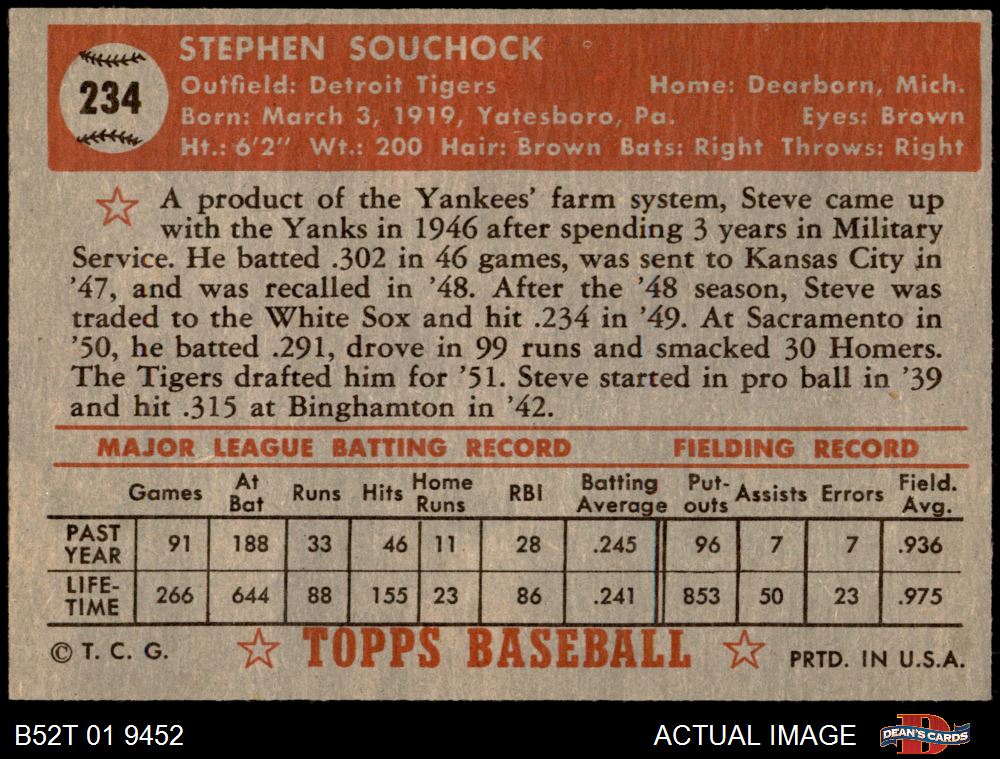 234
STEPHEN SOUCHOCK
Outfield: Detroit Tigers Home: Dearborn, Mich.
Born: March 3, 1919, Yatesboro, Pa. Eyes: Brown
Ht.: 6'2" Wt.: 200 Hair: Brown Bats: Right Throws: Right
A product of the Yankees' farm system, Steve came up
with the Yanks in 1946 after spending 3 years in Military
Service. He batted .302 in 46 games, was sent to Kansas City in
'47, and was recalled in '48. After the '48 season, Steve was
traded to the White Sox and hit .234 in '49. At Sacramento in
'50, he batted .291, drove in 99 runs and smacked 30 Homers.
The Tigers drafted him for '51. Steve started in pro ball in '39
and hit .315 at Binghamton in '42.
MAJOR LEAGUE BATTING RECORD FIELDING RECORD
Games At Bat Runs Hits Home Runs RBI Batting Average Put-outs Assists Errors Field. Avg.
PAST YEAR 91 188 33 46 11 28 .245 96 7 7 .936
LIFE-TIME 266 644 88 155 23 86 .241 853 50 23 .975
© T. C. G. TOPPS BASEBALL PRTD. IN U.S.A.
B52T 01 9452 ACTUAL IMAGE DEAN'S CARDS